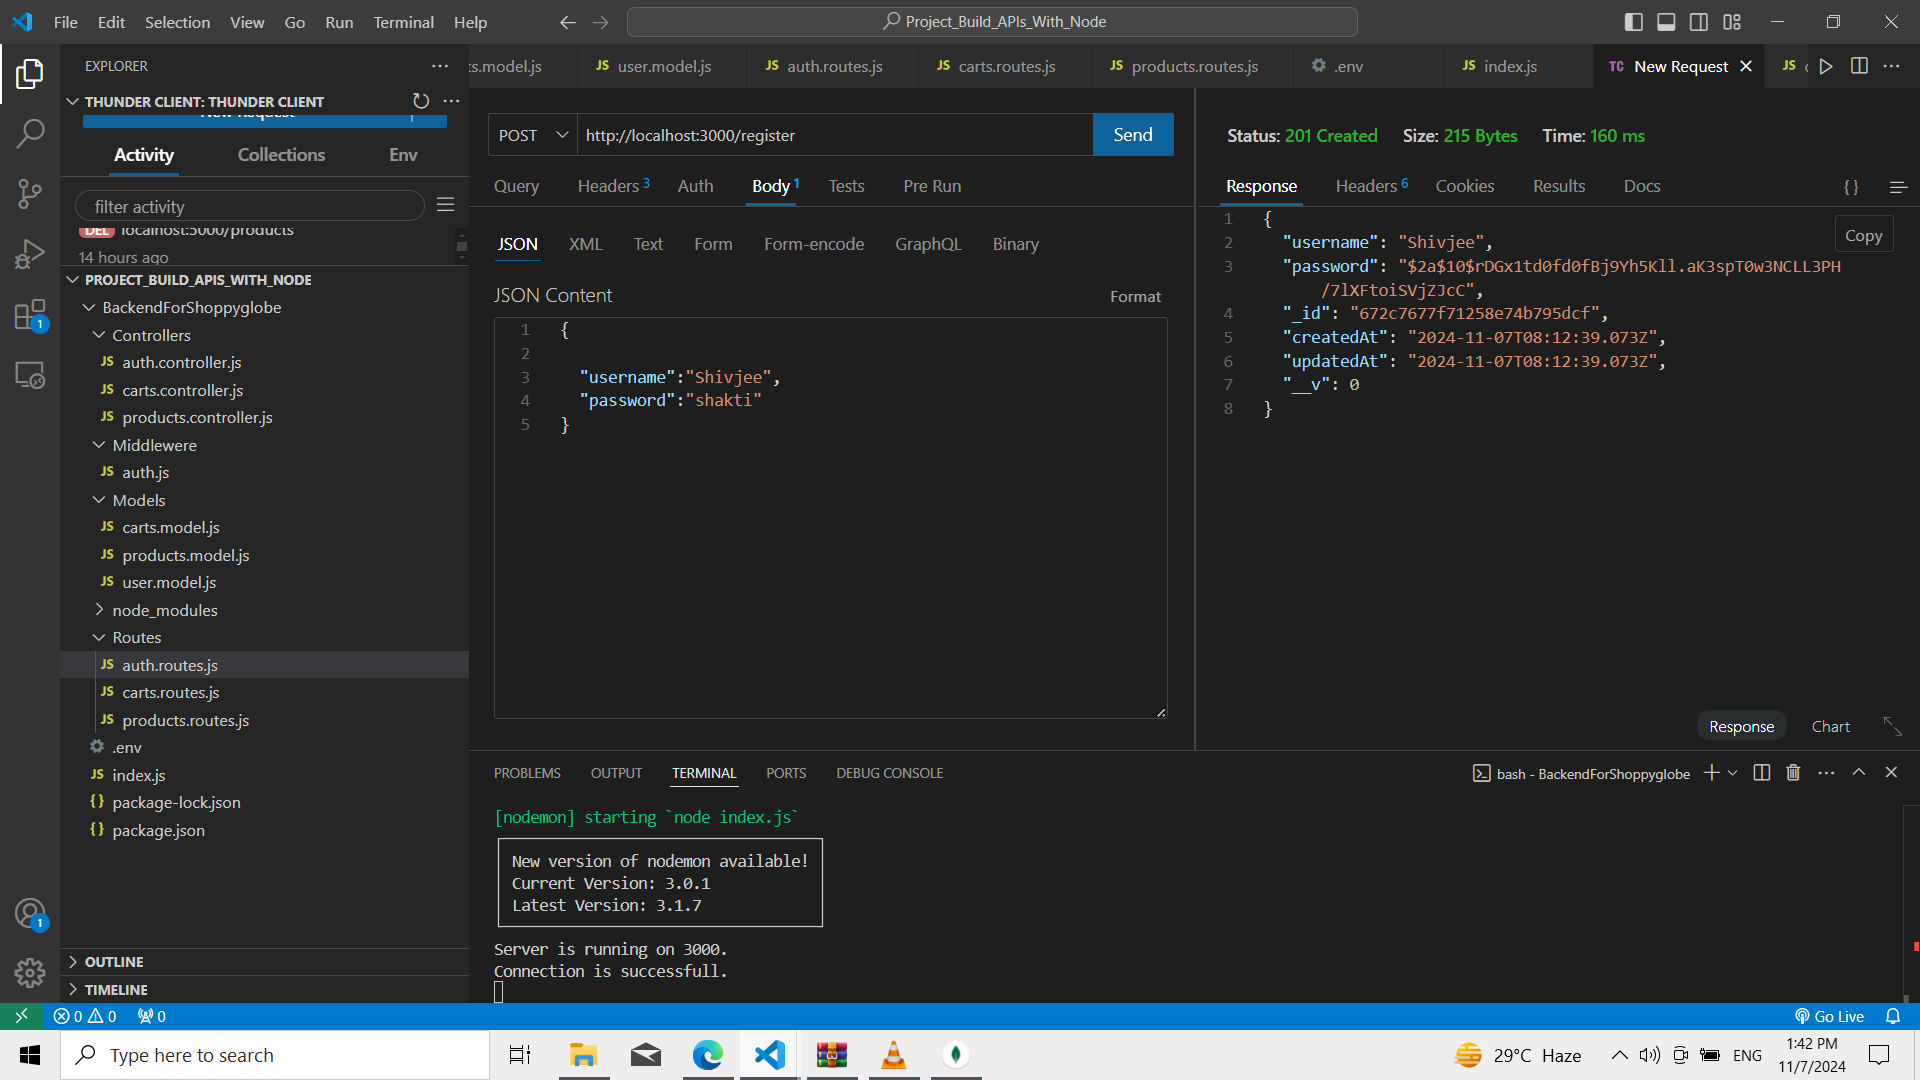 File Edit Selection View Go Run Terminal Help
Project_Build_APIs_With_Node
EXPLORER
THUNDER CLIENT: THUNDER CLIENT
New Request
Activity Collections Env
filter activity
DEL localhost:5000/products
14 hours ago
PROJECT_BUILD_APIS_WITH_NODE
BackendForShoppyglobe
Controllers
JS auth.controller.js
JS carts.controller.js
JS products.controller.js
Middlewere
JS auth.js
Models
JS carts.model.js
JS products.model.js
JS user.model.js
node_modules
Routes
JS auth.routes.js
JS carts.routes.js
JS products.routes.js
.env
JS index.js
{} package-lock.json
{} package.json
OUTLINE
TIMELINE
1
1
ts.model.js JS user.model.js JS auth.routes.js JS carts.routes.js JS products.routes.js .env JS index.js TC New Request JS
POST http://localhost:3000/register Send
Query Headers 3 Auth Body 1 Tests Pre Run
JSON XML Text Form Form-encode GraphQL Binary
JSON Content Format
1 {
2
3 "username":"Shivjee",
4 "password":"shakti"
5 }
Status: 201 Created Size: 215 Bytes Time: 160 ms
Response Headers 6 Cookies Results Docs {}
Copy
1 {
2 "username": "Shivjee",
3 "password": "$2a$10$rDGx1td0fd0fBj9Yh5Kll.aK3spT0w3NCLL3PH
/7lXFtoiSVjZJcC",
4 "_id": "672c7677f71258e74b795dcf",
5 "createdAt": "2024-11-07T08:12:39.073Z",
6 "updatedAt": "2024-11-07T08:12:39.073Z",
7 "__v": 0
8 }
Response Chart
PROBLEMS OUTPUT TERMINAL PORTS DEBUG CONSOLE
bash - BackendForShoppyglobe
[nodemon] starting `node index.js`
New version of nodemon available!
Current Version: 3.0.1
Latest Version: 3.1.7
Server is running on 3000.
Connection is successfull.
0 0 0
Go Live
Type here to search
29°C Haze
ENG
1:42 PM
11/7/2024